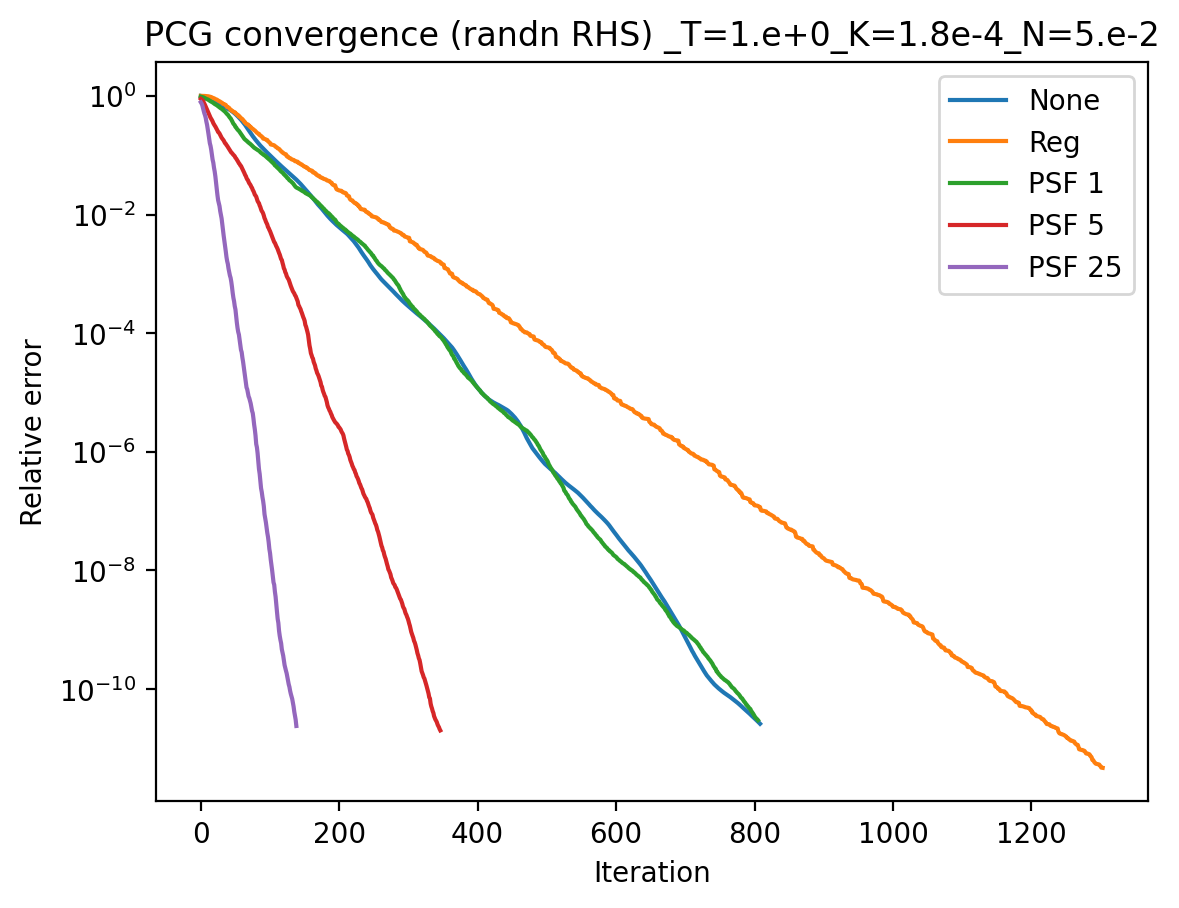 PCG convergence (randn RHS) _T=1.e+0_K=1.8e-4_N=5.e-2
None
Reg
PSF 1
PSF 5
PSF 25
Relative error
10⁰
10⁻²
10⁻⁴
10⁻⁶
10⁻⁸
10⁻¹⁰
0 200 400 600 800 1000 1200
Iteration